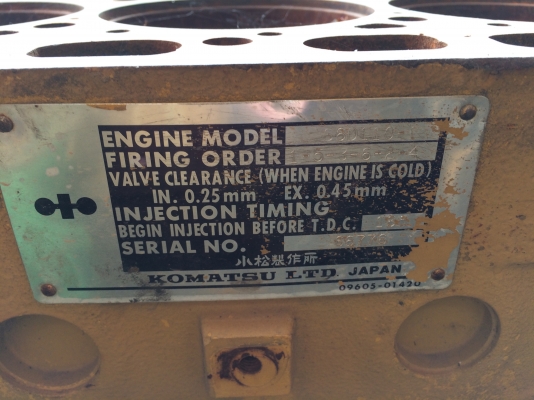 ENGINE MODEL
FIRING ORDER
VALVE CLEARANCE (WHEN ENGINE IS COLD)
IN. 0.25mm EX. 0.45mm
INJECTION TIMING
BEGIN INJECTION BEFORE T.D.C.
SERIAL NO.
小松製作所
KOMATSU LTD. JAPAN
09605-01420